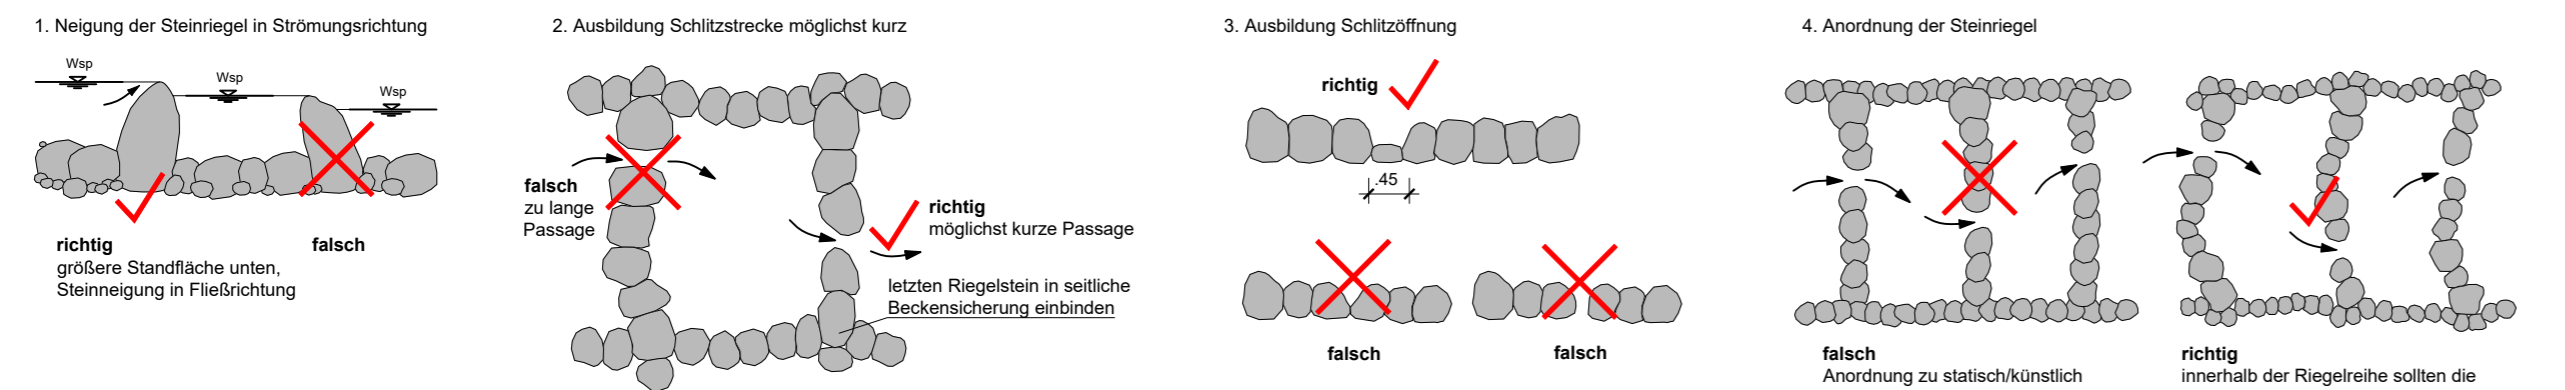 1. Neigung der Steinriegel in Strömungsrichtung
Wsp
Wsp
Wsp
richtig
größere Standfläche unten,
Steinneigung in Fließrichtung
falsch
2. Ausbildung Schlitzstrecke möglichst kurz
falsch
zu lange
Passage
richtig
möglichst kurze Passage
letzten Riegelstein in seitliche
Beckensicherung einbinden
3. Ausbildung Schlitzöffnung
richtig
.45
falsch
falsch
4. Anordnung der Steinriegel
falsch
Anordnung zu statisch/künstlich
richtig
innerhalb der Riegelreihe sollten die